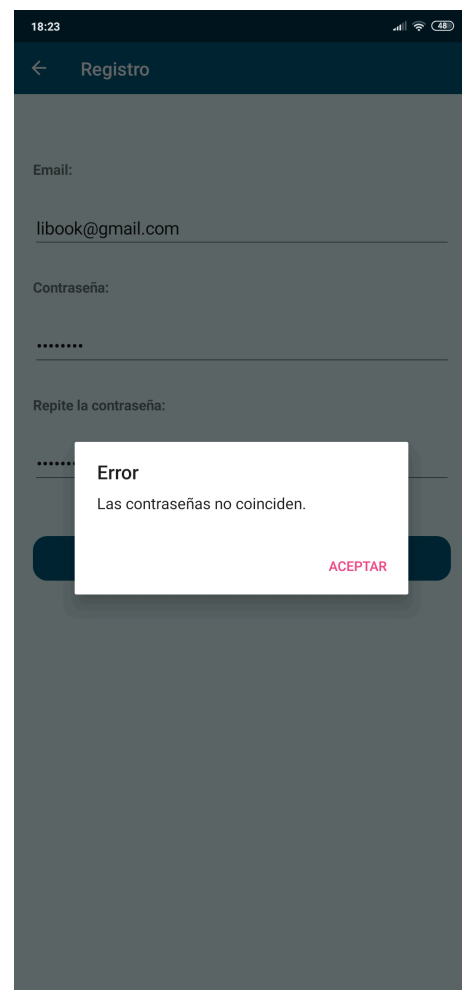 18:23
48
Registro
Email:
libook@gmail.com
Contraseña:
••••••••
Repite la contraseña:
Error
Las contraseñas no coinciden.
ACEPTAR